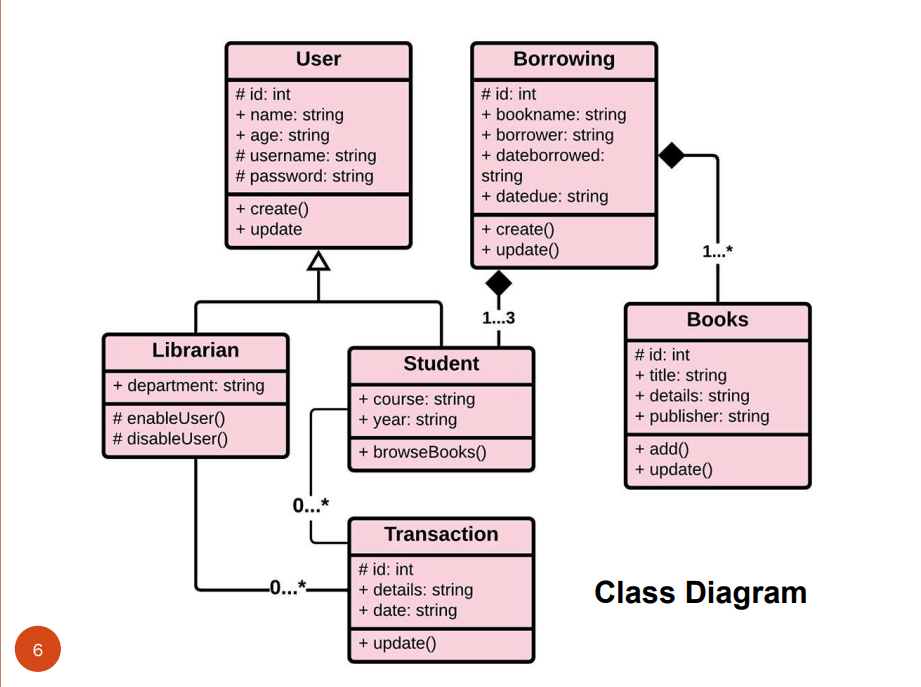 User
# id: int
+ name: string
+ age: string
# username: string
# password: string
+ create()
+ update
Borrowing
# id: int
+ bookname: string
+ borrower: string
+ dateborrowed:
string
+ datedue: string
+ create()
+ update()
1...*
1...3
Librarian
+ department: string
# enableUser()
# disableUser()
Student
+ course: string
+ year: string
+ browseBooks()
Books
# id: int
+ title: string
+ details: string
+ publisher: string
+ add()
+ update()
0...*
0...*
Transaction
# id: int
+ details: string
+ date: string
+ update()
Class Diagram
6